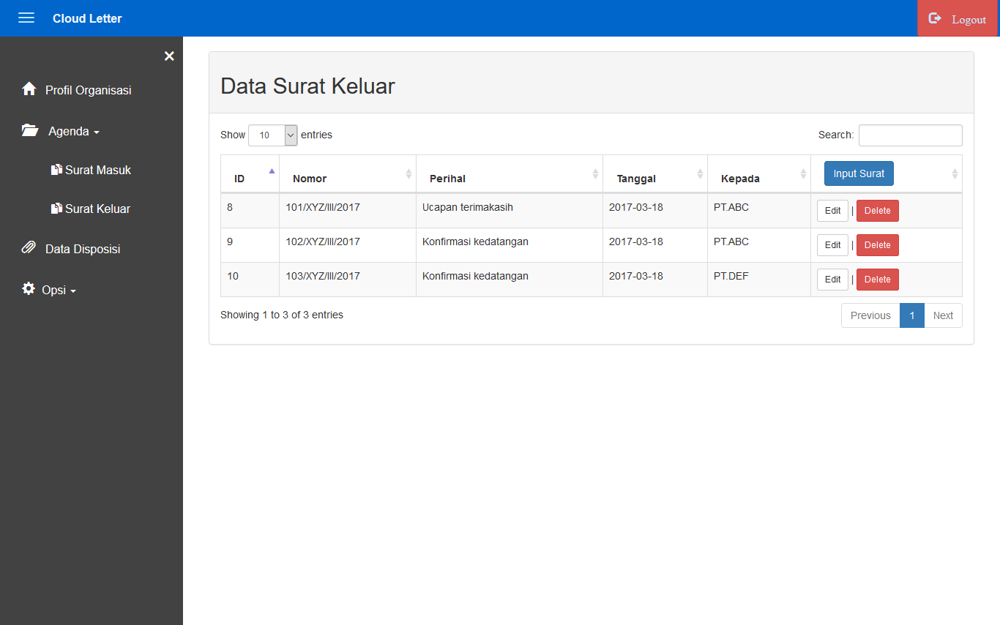 Cloud Letter
Logout
×
Profil Organisasi
Agenda
Surat Masuk
Surat Keluar
Data Disposisi
Opsi
Data Surat Keluar
Show 10 entries Search:
ID Nomor Perihal Tanggal Kepada Input Surat
8 101/XYZ/III/2017 Ucapan terimakasih 2017-03-18 PT.ABC Edit | Delete
9 102/XYZ/III/2017 Konfirmasi kedatangan 2017-03-18 PT.ABC Edit | Delete
10 103/XYZ/III/2017 Konfirmasi kedatangan 2017-03-18 PT.DEF Edit | Delete
Showing 1 to 3 of 3 entries Previous 1 Next